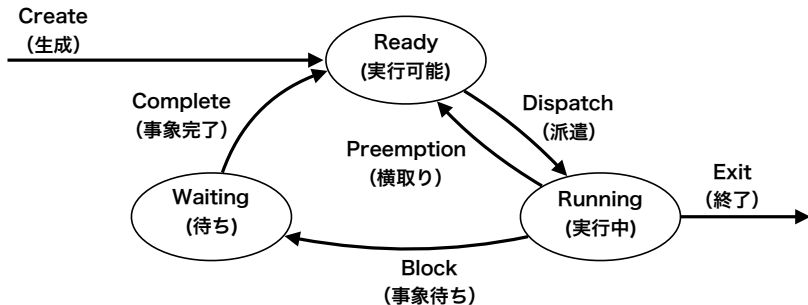 Create
（生成）
Ready
(実行可能)
Complete
（事象完了）
Dispatch
（派遣）
Preemption
（横取り）
Exit
（終了）
Waiting
(待ち)
Running
(実行中)
Block
（事象待ち）